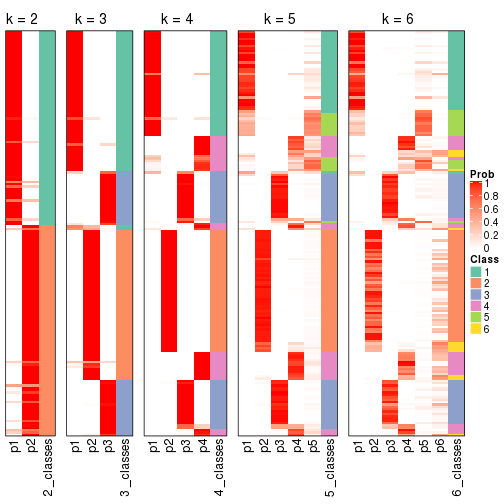 k = 2
k = 3
k = 4
k = 5
k = 6
Prob
1
0.8
0.6
0.4
0.2
0
Class
1
2
3
4
5
6
p1
p2
2_classes
p1
p2
p3
3_classes
p1
p2
p3
p4
4_classes
p1
p2
p3
p4
p5
5_classes
p1
p2
p3
p4
p5
p6
6_classes